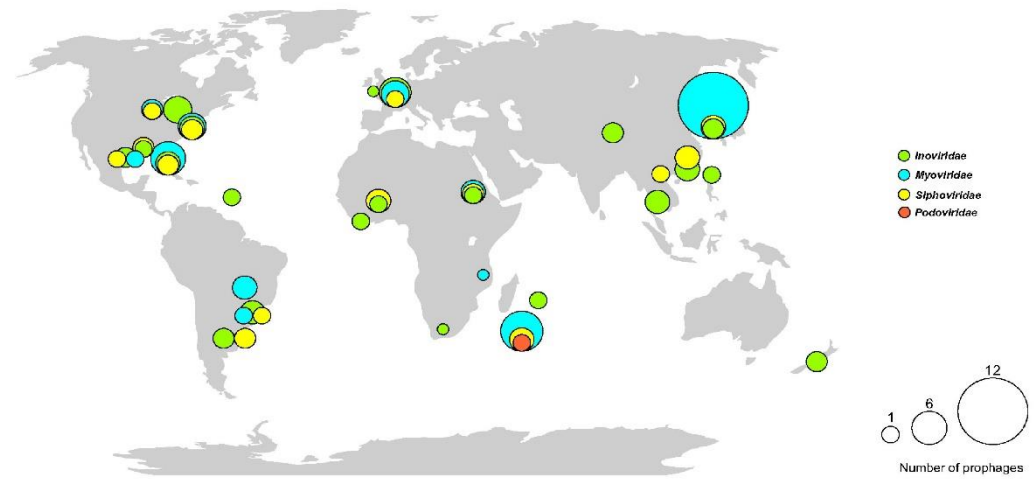 Inoviridae
Myoviridae
Siphoviridae
Podoviridae
12
6
1
Number of prophages